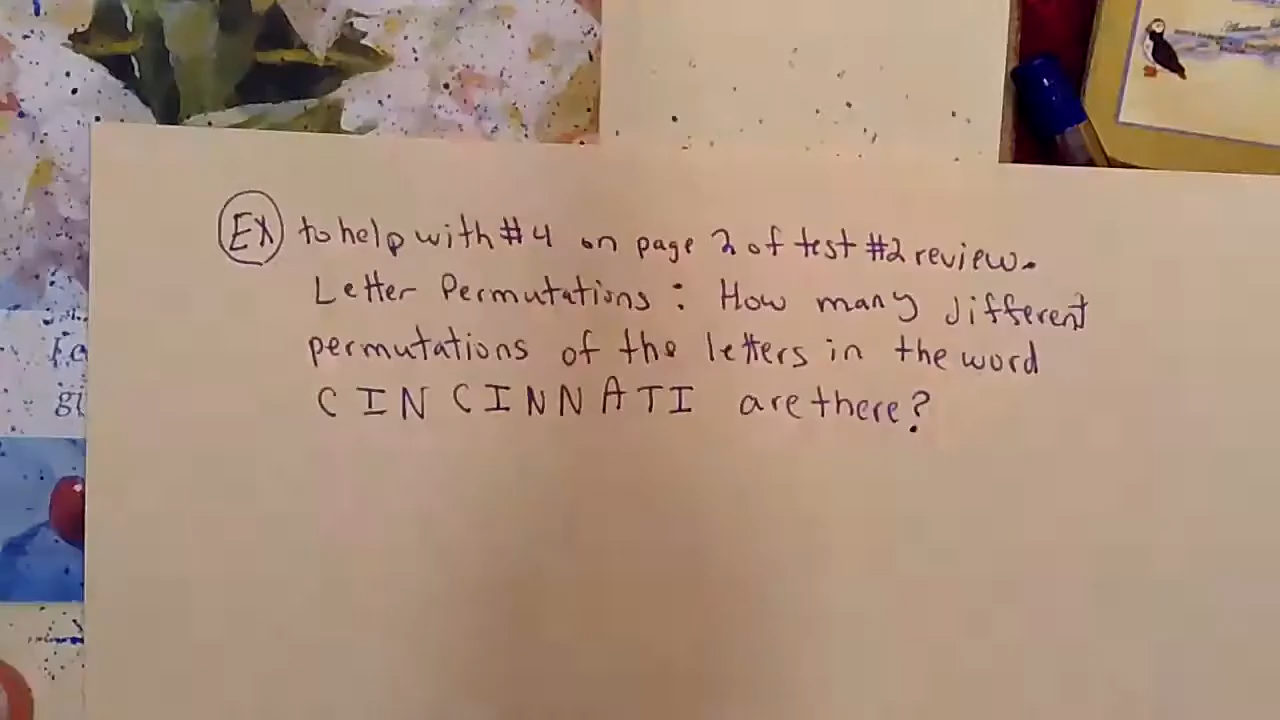 EX to help with #4 on page 2 of test #2 review.
Letter Permutations: How many different
permutations of the letters in the word
CINCINNATI are there?